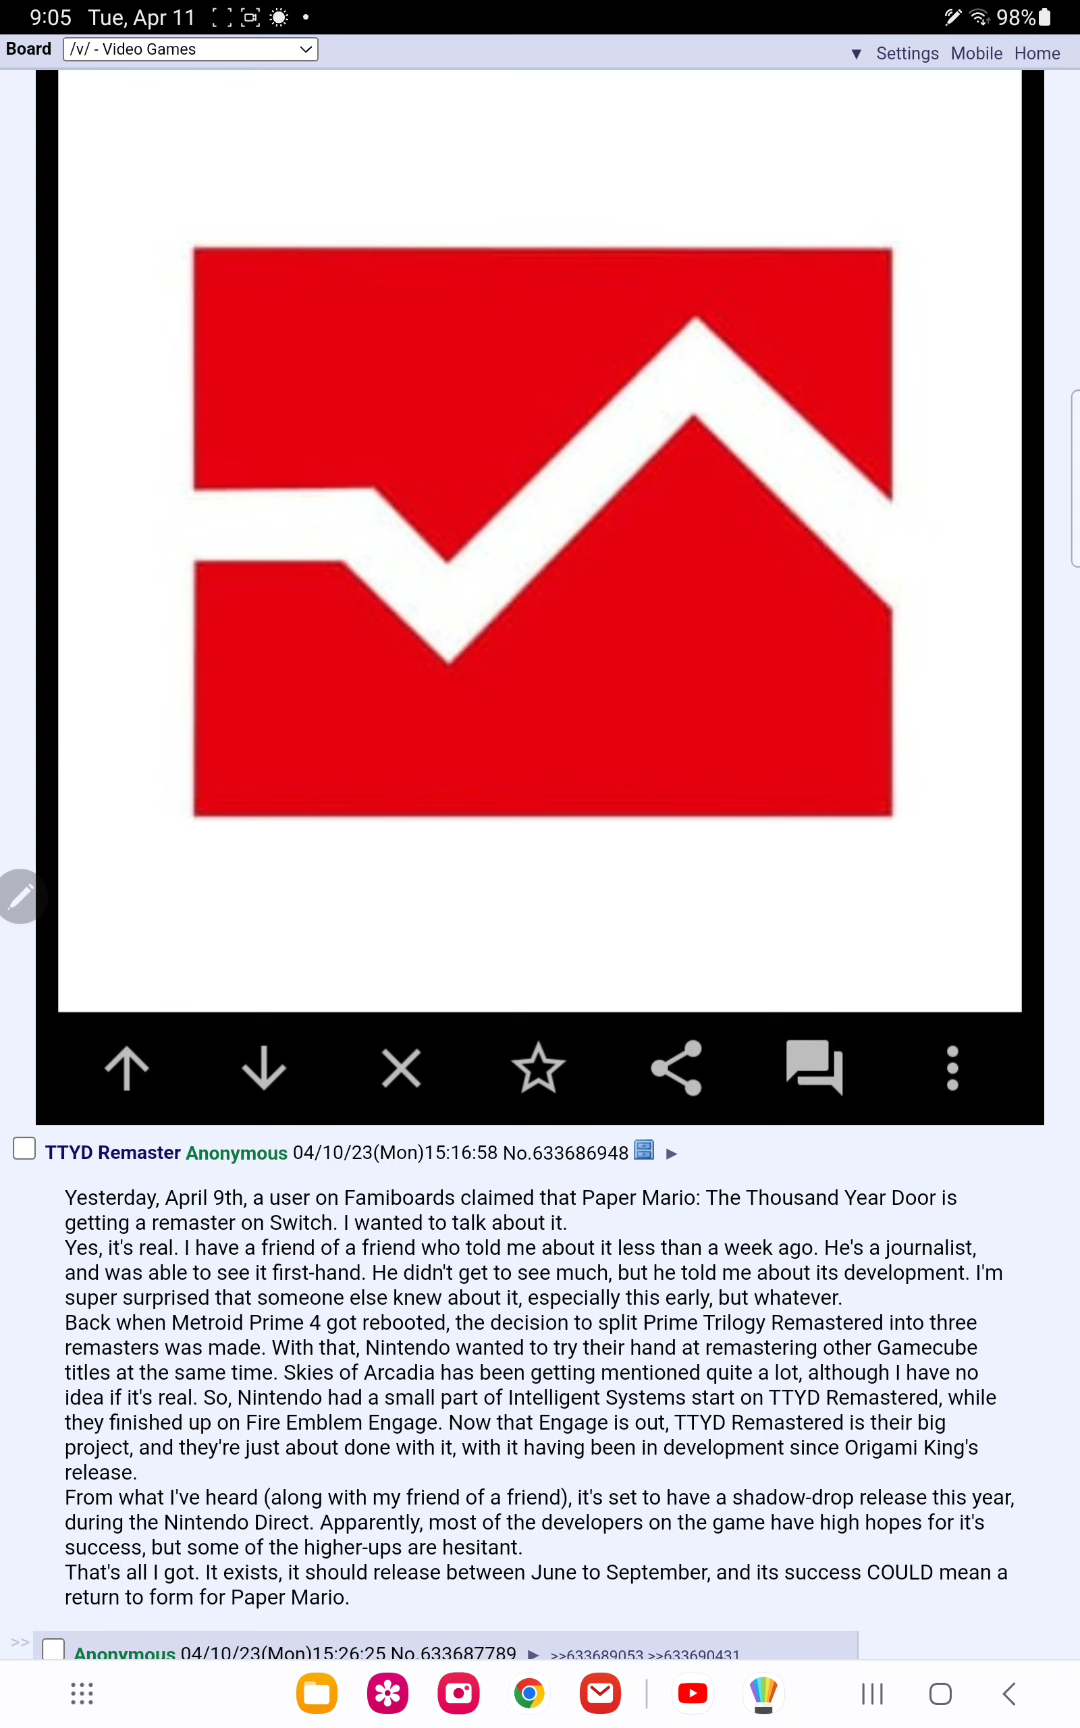 9:05 Tue, Apr 11
98%
Board /v/ - Video Games
▼ Settings Mobile Home
TTYD Remaster Anonymous 04/10/23(Mon)15:16:58 No.633686948 ▶
Yesterday, April 9th, a user on Famiboards claimed that Paper Mario: The Thousand Year Door is
getting a remaster on Switch. I wanted to talk about it.
Yes, it's real. I have a friend of a friend who told me about it less than a week ago. He's a journalist,
and was able to see it first-hand. He didn't get to see much, but he told me about its development. I'm
super surprised that someone else knew about it, especially this early, but whatever.
Back when Metroid Prime 4 got rebooted, the decision to split Prime Trilogy Remastered into three
remasters was made. With that, Nintendo wanted to try their hand at remastering other Gamecube
titles at the same time. Skies of Arcadia has been getting mentioned quite a lot, although I have no
idea if it's real. So, Nintendo had a small part of Intelligent Systems start on TTYD Remastered, while
they finished up on Fire Emblem Engage. Now that Engage is out, TTYD Remastered is their big
project, and they're just about done with it, with it having been in development since Origami King's
release.
From what I've heard (along with my friend of a friend), it's set to have a shadow-drop release this year,
during the Nintendo Direct. Apparently, most of the developers on the game have high hopes for it's
success, but some of the higher-ups are hesitant.
That's all I got. It exists, it should release between June to September, and its success COULD mean a
return to form for Paper Mario.
>> Anonymous 04/10/23(Mon)15:26:25 No.633687789 ▶ >>633689053 >>633690431